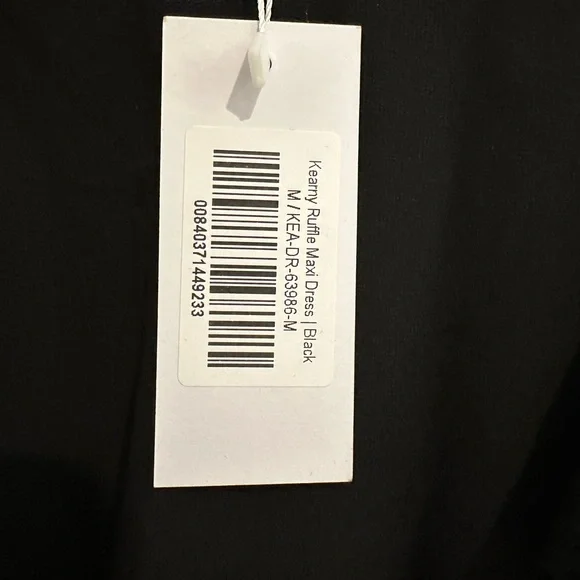 Kearny Ruffle Maxi Dress | Black
M / KEA-DR-63986-M
00840371449233